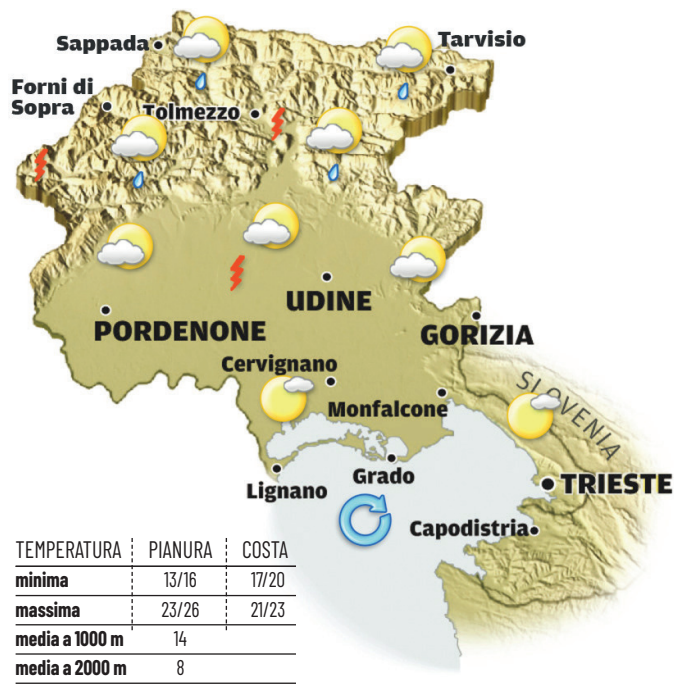 Sappada
Tarvisio
Forni di
Sopra
Tolmezzo
UDINE
PORDENONE
GORIZIA
Cervignano
SLOVENIA
Monfalcone
Grado
Lignano
TRIESTE
Capodistria
TEMPERATURA PIANURA COSTA
minima 13/16 17/20
massima 23/26 21/23
media a 1000 m 14
media a 2000 m 8